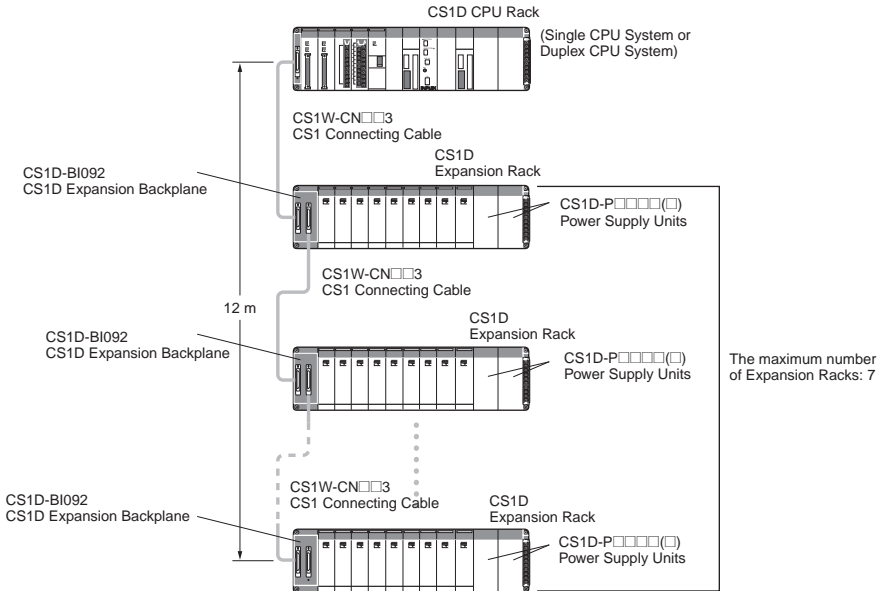 CS1D CPU Rack
(Single CPU System or
Duplex CPU System)
CS1W-CN□□3
CS1 Connecting Cable
CS1D
Expansion Rack
CS1D-BI092
CS1D Expansion Backplane
CS1D-P□□□□(□)
Power Supply Units
CS1W-CN□□3
CS1 Connecting Cable
12 m
CS1D
Expansion Rack
CS1D-BI092
CS1D Expansion Backplane
CS1D-P□□□□(□)
Power Supply Units
The maximum number
of Expansion Racks: 7
CS1W-CN□□3
CS1 Connecting Cable
CS1D
Expansion Rack
CS1D-BI092
CS1D Expansion Backplane
CS1D-P□□□□(□)
Power Supply Units